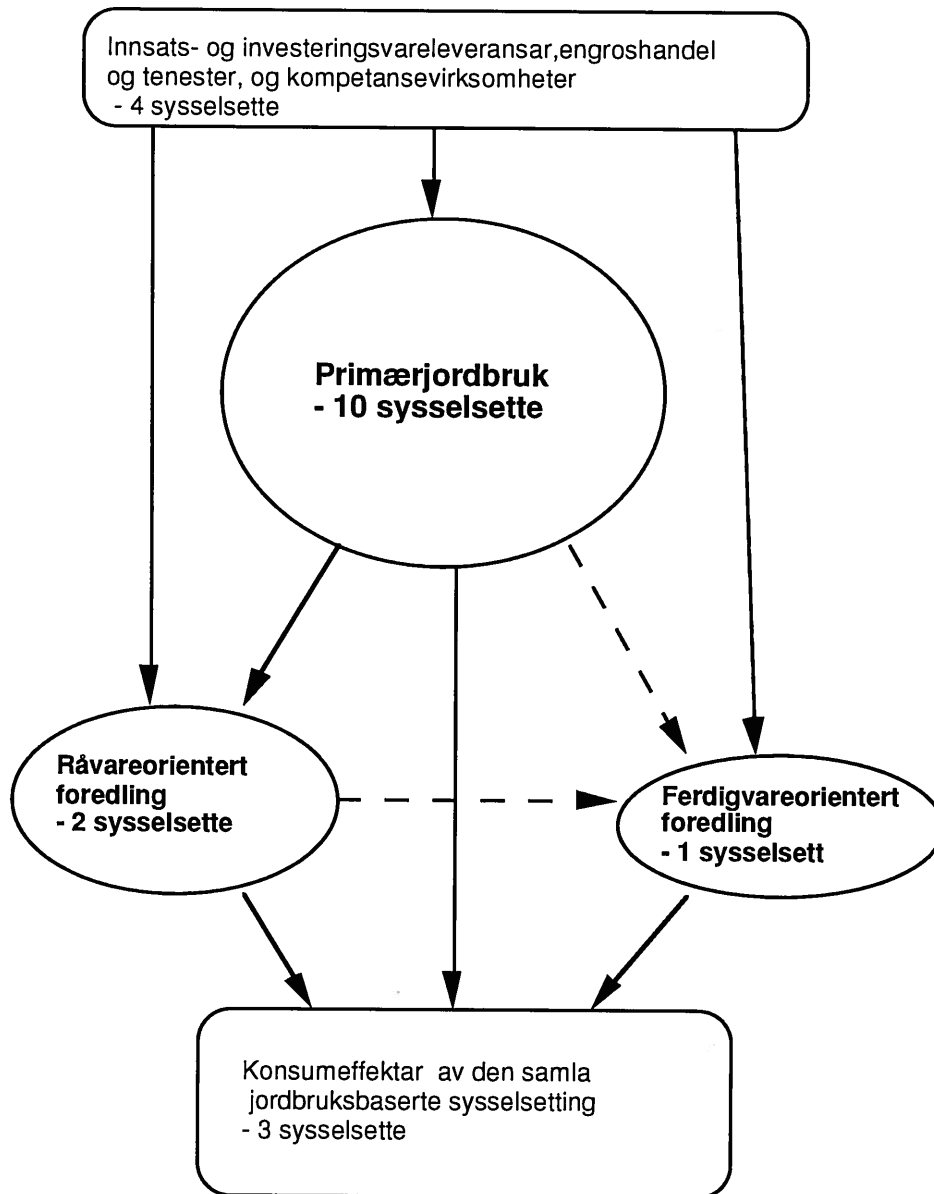 Innsats- og investeringsvareleveransar,engroshandel
og tenester, og kompetansevirksomheter
- 4 sysselsette
Primærjordbruk
- 10 sysselsette
Råvareorientert
foredling
- 2 sysselsette
Ferdigvareorientert
foredling
- 1 sysselsett
Konsumeffektar av den samla
jordbruksbaserte sysselsetting
- 3 sysselsette